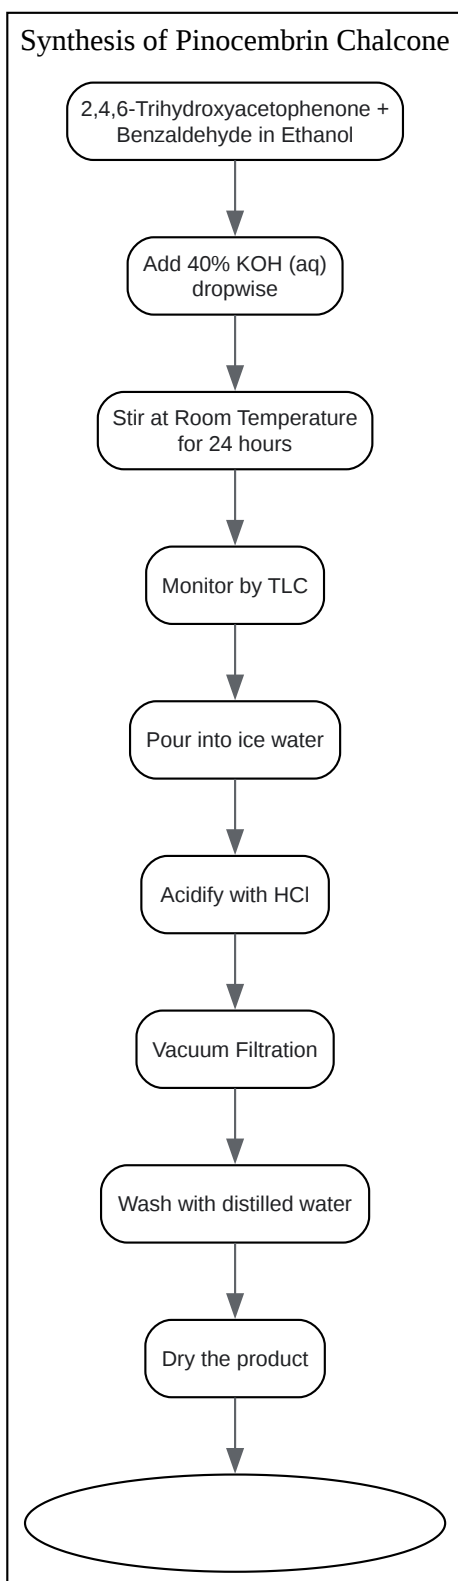 Synthesis of Pinocembrin Chalcone
2,4,6-Trihydroxyacetophenone +
Benzaldehyde in Ethanol
Add 40% KOH (aq)
dropwise
Stir at Room Temperature
for 24 hours
Monitor by TLC
Pour into ice water
Acidify with HCl
Vacuum Filtration
Wash with distilled water
Dry the product